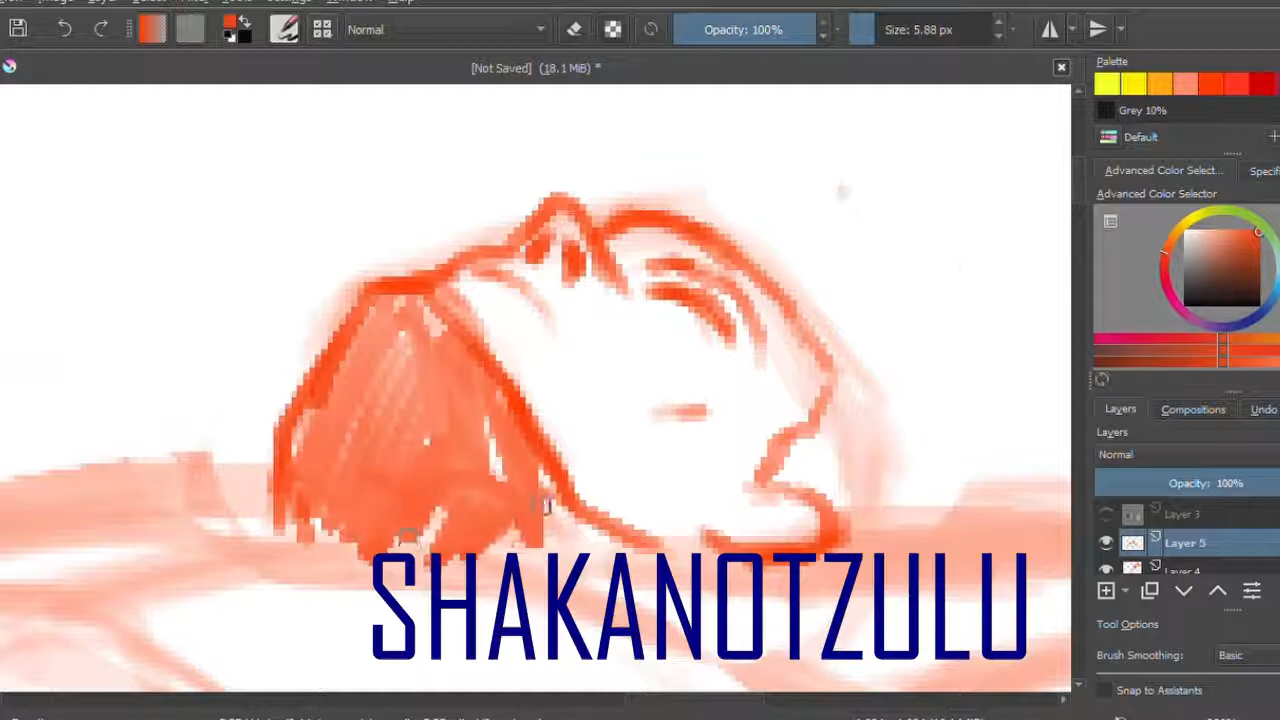 Normal
Opacity: 100%
Size: 5.88 px
[Not Saved] (18.1 MiB) *
Palette
Grey 10%
Default
Advanced Color Select...
Specifi
Advanced Color Selector
Layers
Compositions
Undo
Layers
Normal
Opacity: 100%
Layer 3
Layer 5
Layer 4
Tool Options
Brush Smoothing:
Basic
Snap to Assistants
SHAKANOTZULU